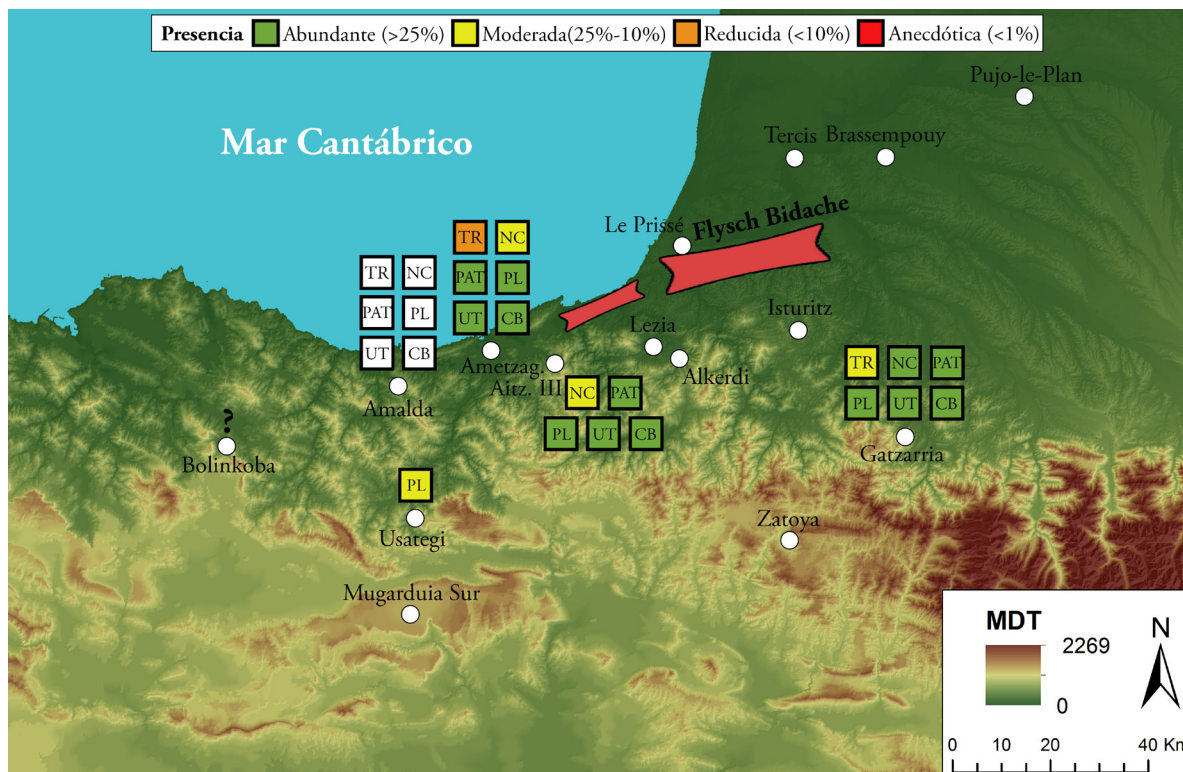 Presencia Abundante (>25%) Moderada(25%-10%) Reducida (<10%) Anecdótica (<1%)
Pujo-le-Plan
Mar Cantábrico
Tercis Brassempouy
Le Prissé
Flysch Bidache
TR NC
PAT PL
UT CB
TR NC
PAT PL
UT CB
Isturitz
Lezia
Ametzag.
Aitz. III
Alkerdi
Amalda
NC PAT
PL UT CB
TR NC PAT
PL UT CB
Gatzarria
?
Bolinkoba
PL
Usategi
Zatoya
Mugarduia Sur
MDT
2269
0
N
0 10 20 40 Km